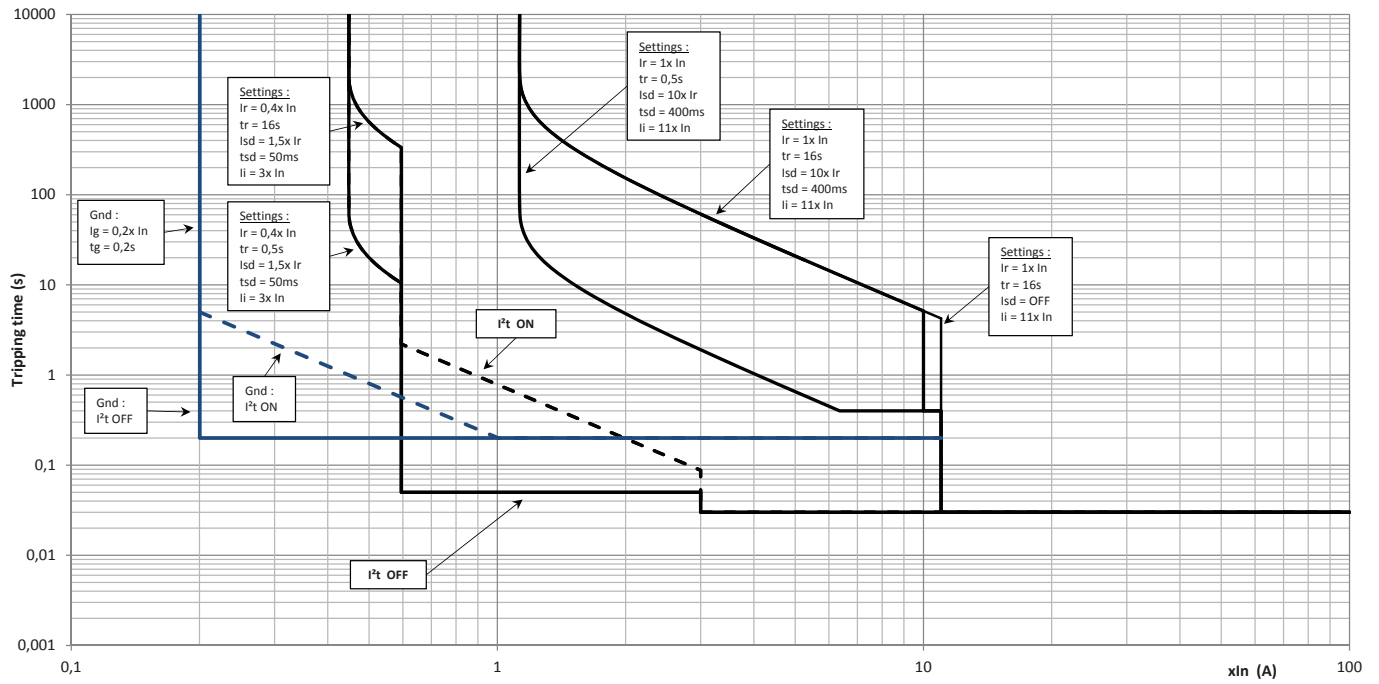 10000
1000
100
10
1
0,1
0,01
0,001
Tripping time (s)
0,1
1
10
100
xIn (A)
Settings :
Ir = 0,4x In
tr = 16s
Isd = 1,5x Ir
tsd = 50ms
Ii = 3x In
Settings :
Ir = 1x In
tr = 0,5s
Isd = 10x Ir
tsd = 400ms
Ii = 11x In
Settings :
Ir = 1x In
tr = 16s
Isd = 10x Ir
tsd = 400ms
Ii = 11x In
Gnd :
Ig = 0,2x In
tg = 0,2s
Settings :
Ir = 0,4x In
tr = 0,5s
Isd = 1,5x Ir
tsd = 50ms
Ii = 3x In
Settings :
Ir = 1x In
tr = 16s
Isd = OFF
Ii = 11x In
I²t ON
Gnd :
I²t OFF
Gnd :
I²t ON
I²t OFF